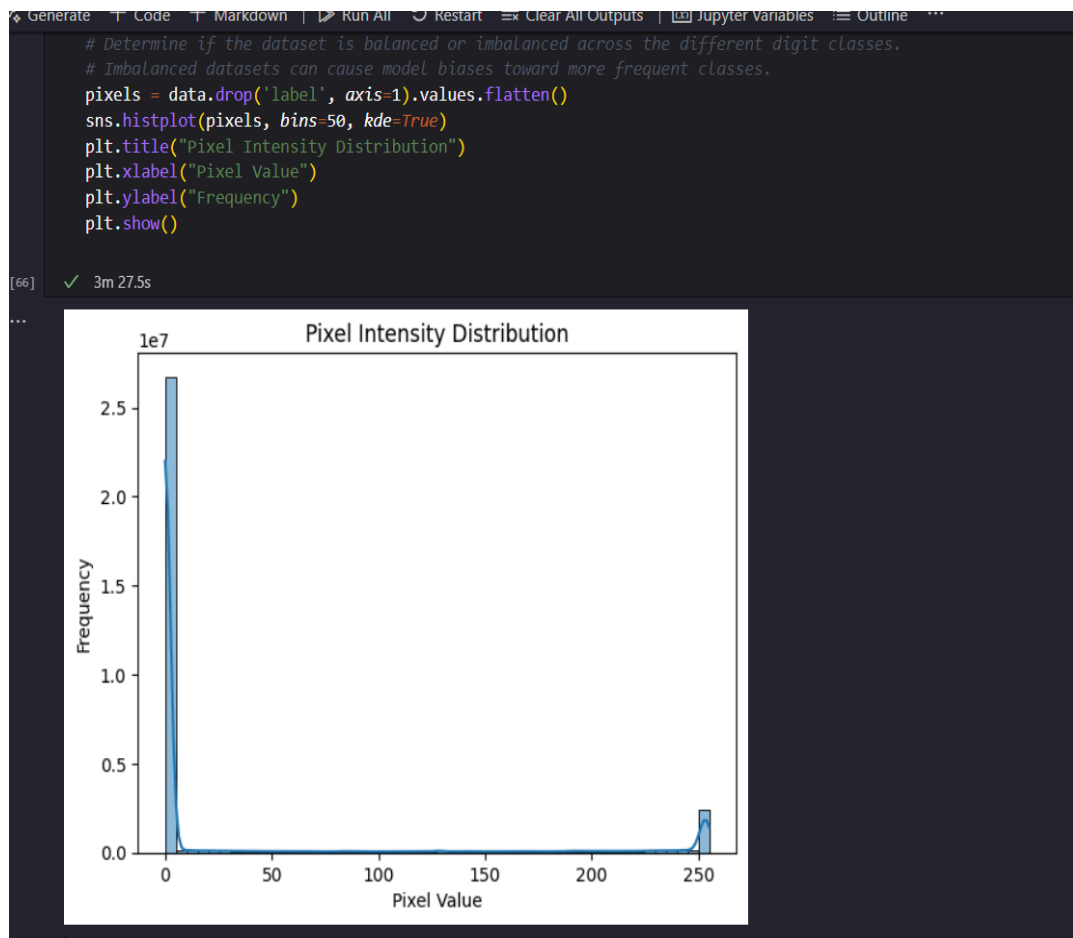 Generate + Code + Markdown | Run All Restart Clear All Outputs | Jupyter Variables Outline ...
# Determine if the dataset is balanced or imbalanced across the different digit classes.
# Imbalanced datasets can cause model biases toward more frequent classes.
pixels = data.drop('label', axis=1).values.flatten()
sns.histplot(pixels, bins=50, kde=True)
plt.title("Pixel Intensity Distribution")
plt.xlabel("Pixel Value")
plt.ylabel("Frequency")
plt.show()
[66] ✓ 3m 27.5s
...
Pixel Intensity Distribution
1e7
2.5
2.0
1.5
1.0
0.5
0.0
Frequency
0 50 100 150 200 250
Pixel Value